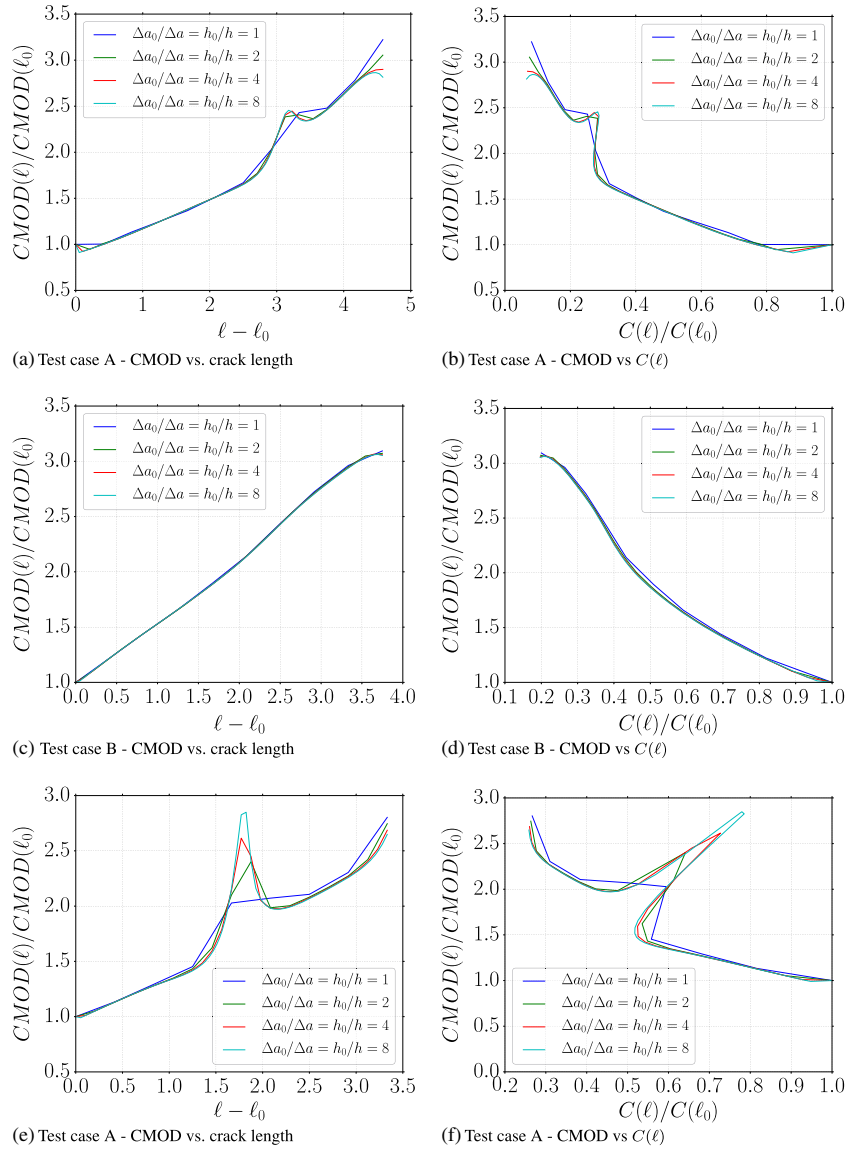 3.5
3.0
2.5
2.0
1.5
1.0
0.5
0 1 2 3 4 5
CMOD(ℓ)/CMOD(ℓ₀)
ℓ − ℓ₀
Δa₀/Δa = h₀/h = 1
Δa₀/Δa = h₀/h = 2
Δa₀/Δa = h₀/h = 4
Δa₀/Δa = h₀/h = 8
(a) Test case A - CMOD vs. crack length
3.5
3.0
2.5
2.0
1.5
1.0
0.5
0.0 0.2 0.4 0.6 0.8 1.0
CMOD(ℓ)/CMOD(ℓ₀)
C(ℓ)/C(ℓ₀)
Δa₀/Δa = h₀/h = 1
Δa₀/Δa = h₀/h = 2
Δa₀/Δa = h₀/h = 4
Δa₀/Δa = h₀/h = 8
(b) Test case A - CMOD vs C(ℓ)
3.5
3.0
2.5
2.0
1.5
1.0
0.0 0.5 1.0 1.5 2.0 2.5 3.0 3.5 4.0
CMOD(ℓ)/CMOD(ℓ₀)
ℓ − ℓ₀
Δa₀/Δa = h₀/h = 1
Δa₀/Δa = h₀/h = 2
Δa₀/Δa = h₀/h = 4
Δa₀/Δa = h₀/h = 8
(c) Test case B - CMOD vs. crack length
3.5
3.0
2.5
2.0
1.5
1.0
0.1 0.2 0.3 0.4 0.5 0.6 0.7 0.8 0.9 1.0
CMOD(ℓ)/CMOD(ℓ₀)
C(ℓ)/C(ℓ₀)
Δa₀/Δa = h₀/h = 1
Δa₀/Δa = h₀/h = 2
Δa₀/Δa = h₀/h = 4
Δa₀/Δa = h₀/h = 8
(d) Test case B - CMOD vs C(ℓ)
3.0
2.5
2.0
1.5
1.0
0.5
0.0 0.5 1.0 1.5 2.0 2.5 3.0 3.5
CMOD(ℓ)/CMOD(ℓ₀)
ℓ − ℓ₀
Δa₀/Δa = h₀/h = 1
Δa₀/Δa = h₀/h = 2
Δa₀/Δa = h₀/h = 4
Δa₀/Δa = h₀/h = 8
(e) Test case A - CMOD vs. crack length
3.0
2.5
2.0
1.5
1.0
0.5
0.0
0.2 0.3 0.4 0.5 0.6 0.7 0.8 0.9 1.0
CMOD(ℓ)/CMOD(ℓ₀)
C(ℓ)/C(ℓ₀)
Δa₀/Δa = h₀/h = 1
Δa₀/Δa = h₀/h = 2
Δa₀/Δa = h₀/h = 4
Δa₀/Δa = h₀/h = 8
(f) Test case A - CMOD vs C(ℓ)